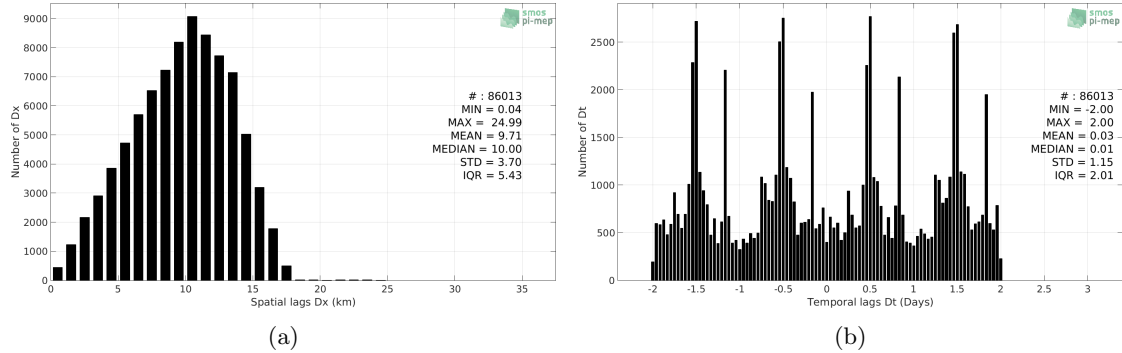 smos
pi-mep
9000
8000
7000
6000
5000
4000
3000
2000
1000
0
Number of Dx
# : 86013
MIN = 0.04
MAX = 24.99
MEAN = 9.71
MEDIAN = 10.00
STD = 3.70
IQR = 5.43
0 5 10 15 20 25 30 35
Spatial lags Dx (km)
(a)
smos
pi-mep
2500
2000
1500
1000
500
0
Number of Dt
# : 86013
MIN = -2.00
MAX = 2.00
MEAN = 0.03
MEDIAN = 0.01
STD = 1.15
IQR = 2.01
-2 -1.5 -1 -0.5 0 0.5 1 1.5 2 2.5 3
Temporal lags Dt (Days)
(b)